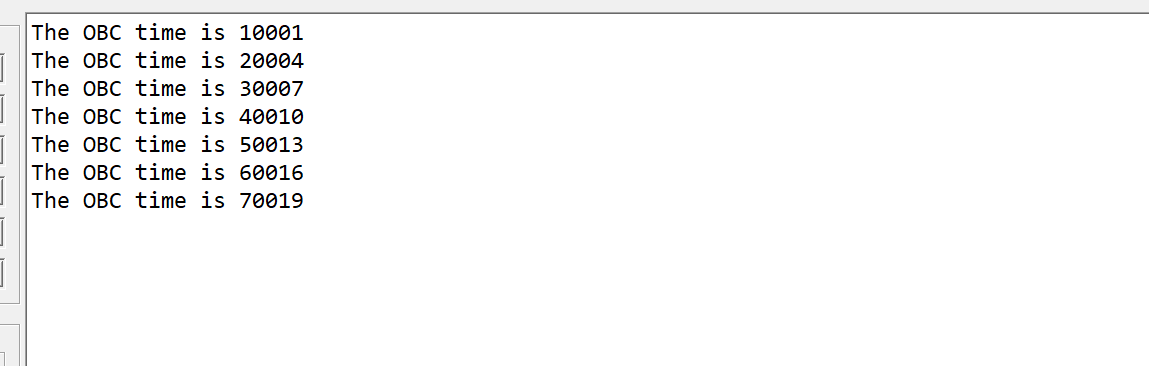 The OBC time is 10001
The OBC time is 20004
The OBC time is 30007
The OBC time is 40010
The OBC time is 50013
The OBC time is 60016
The OBC time is 70019